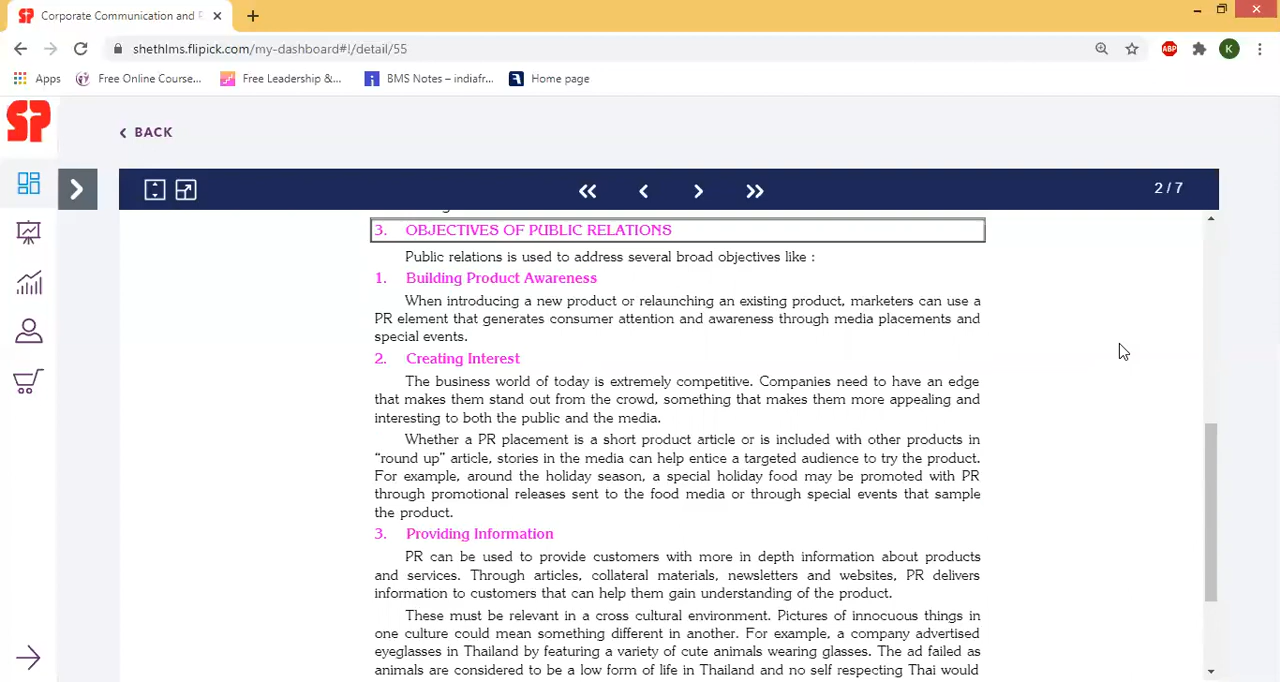 Corporate Communication and
shethlms.flipick.com/my-dashboard#!/detail/55
ABP
K
Apps
Free Online Course...
Free Leadership &...
BMS Notes – indiafr...
Home page
SP
BACK
2 / 7
3. OBJECTIVES OF PUBLIC RELATIONS
Public relations is used to address several broad objectives like :
1. Building Product Awareness
When introducing a new product or relaunching an existing product, marketers can use a
PR element that generates consumer attention and awareness through media placements and
special events.
2. Creating Interest
The business world of today is extremely competitive. Companies need to have an edge
that makes them stand out from the crowd, something that makes them more appealing and
interesting to both the public and the media.
Whether a PR placement is a short product article or is included with other products in
“round up” article, stories in the media can help entice a targeted audience to try the product.
For example, around the holiday season, a special holiday food may be promoted with PR
through promotional releases sent to the food media or through special events that sample
the product.
3. Providing Information
PR can be used to provide customers with more in depth information about products
and services. Through articles, collateral materials, newsletters and websites, PR delivers
information to customers that can help them gain understanding of the product.
These must be relevant in a cross cultural environment. Pictures of innocuous things in
one culture could mean something different in another. For example, a company advertised
eyeglasses in Thailand by featuring a variety of cute animals wearing glasses. The ad failed as
animals are considered to be a low form of life in Thailand and no self respecting Thai would